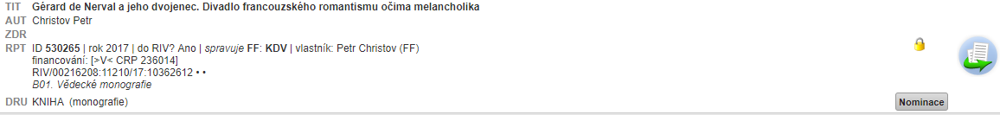 TIT Gérard de Nerval a jeho dvojenec. Divadlo francouzského romantismu očima melancholika
AUT Christov Petr
ZDR
RPT ID 530265 | rok 2017 | do RIV? Ano | spravuje FF: KDV | vlastník: Petr Christov (FF)
financování: [>V< CRP 236014]
RIV/00216208:11210/17:10362612 • •
B01. Vědecké monografie
DRU KNIHA (monografie)
Nominace